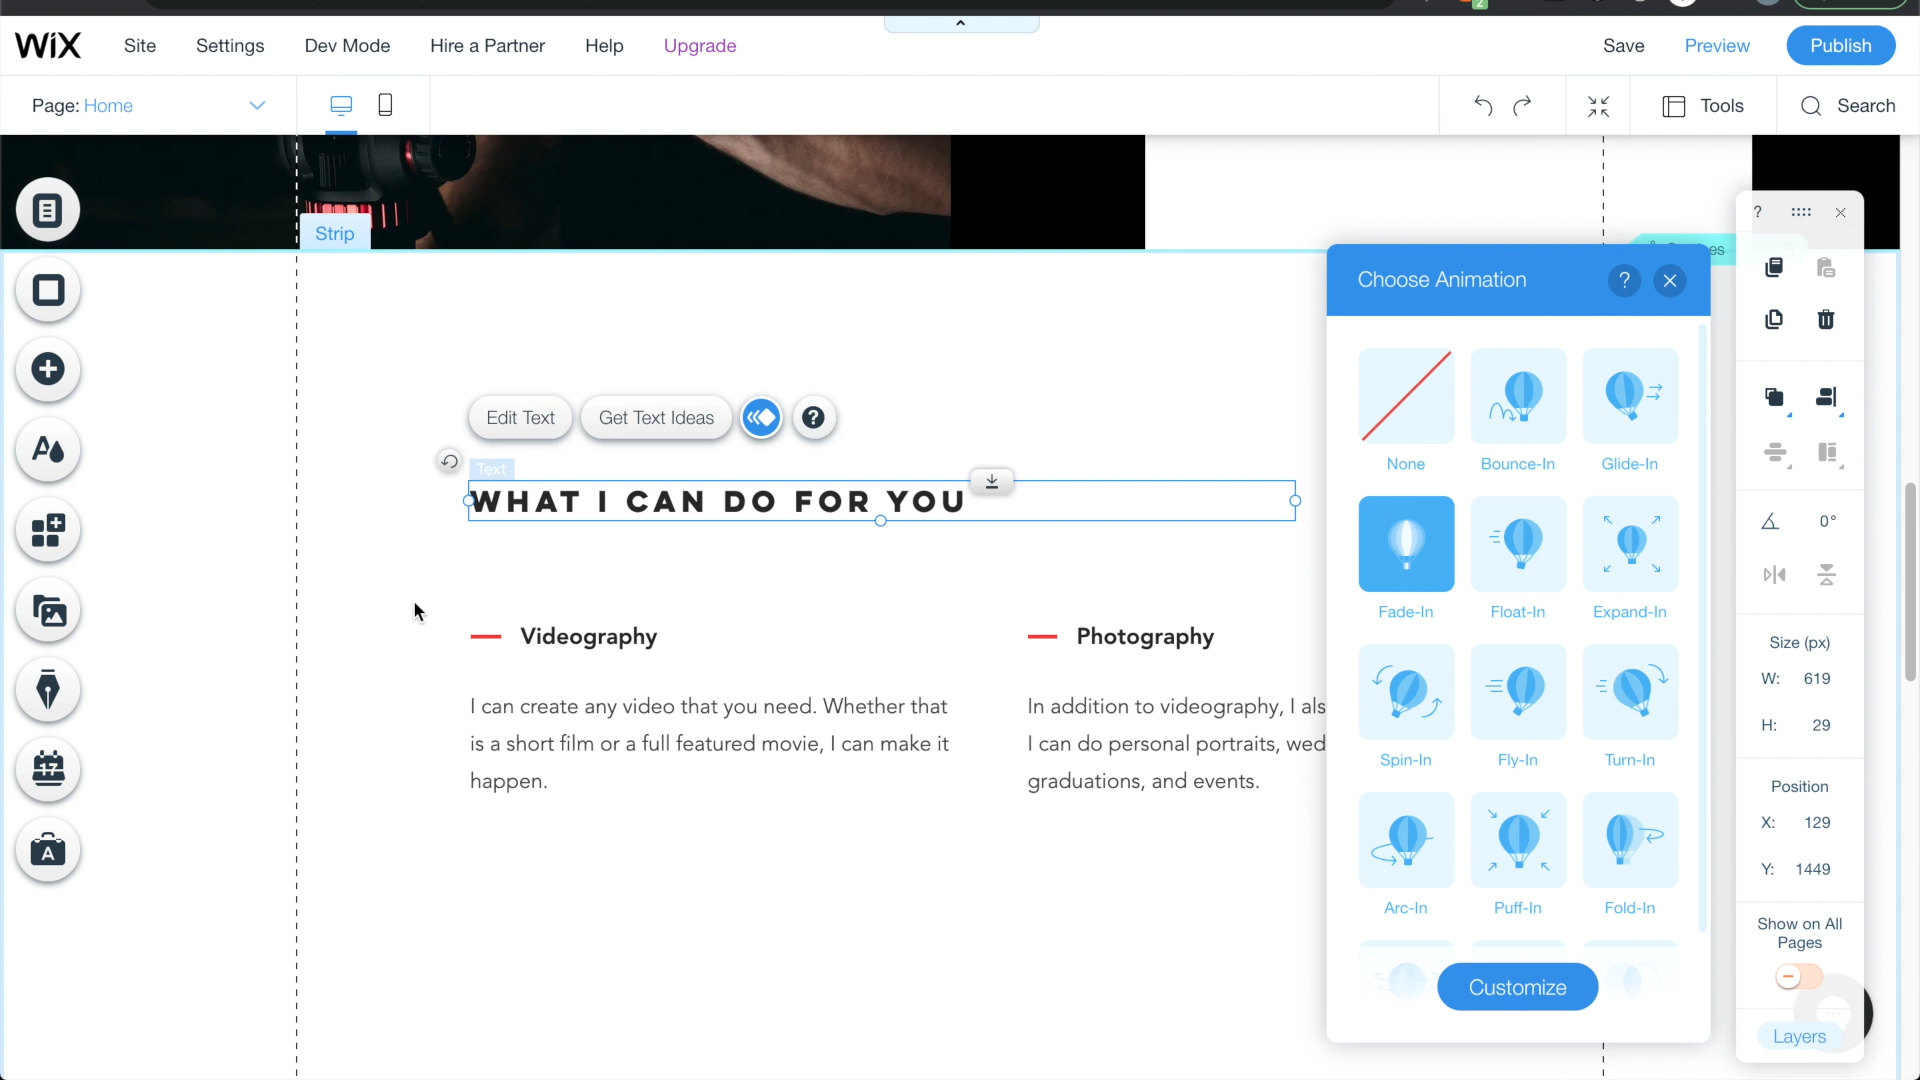 2
WIX
Site
Settings
Dev Mode
Hire a Partner
Help
Upgrade
Save
Preview
Publish
Page: Home
Tools
Search
Strip
Choose Animation
?
?
Edit Text
Get Text Ideas
?
Text
WHAT I CAN DO FOR YOU
Videography
I can create any video that you need. Whether that
is a short film or a full featured movie, I can make it
happen.
Photography
In addition to videography, I als
I can do personal portraits, wed
graduations, and events.
None
Bounce-In
Glide-In
Fade-In
Float-In
Expand-In
Spin-In
Fly-In
Turn-In
Arc-In
Puff-In
Fold-In
Customize
0°
Size (px)
W: 619
H: 29
Position
X: 129
Y: 1449
Show on All
Pages
Layers
A
17
A